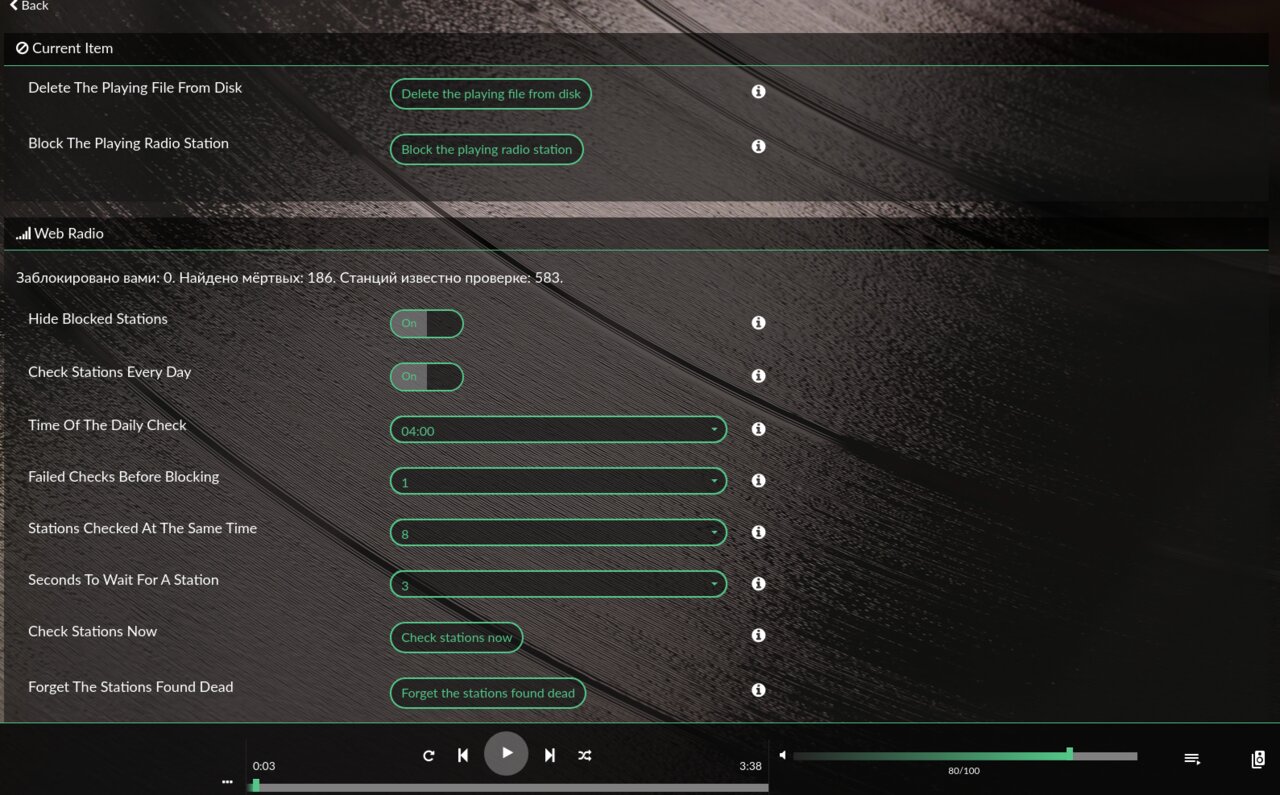 Back
Current Item
Delete The Playing File From Disk
Delete the playing file from disk
Block The Playing Radio Station
Block the playing radio station
Web Radio
Заблокировано вами: 0. Найдено мёртвых: 186. Станций известно проверке: 583.
Hide Blocked Stations
On
Check Stations Every Day
On
Time Of The Daily Check
04:00
Failed Checks Before Blocking
1
Stations Checked At The Same Time
8
Seconds To Wait For A Station
3
Check Stations Now
Check stations now
Forget The Stations Found Dead
Forget the stations found dead
0:03
3:38
80/100